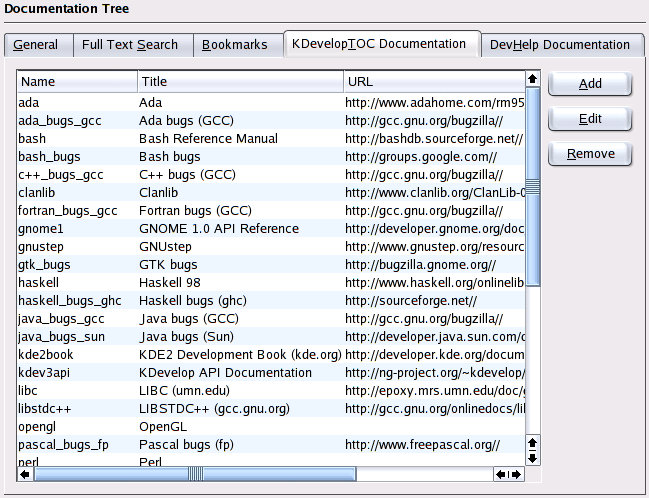 Documentation Tree
General Full Text Search Bookmarks KDevelopTOC Documentation DevHelp Documentation
Name Title URL
Add
ada Ada http://www.adahome.com/rm95
ada_bugs_gcc Ada bugs (GCC) http://gcc.gnu.org/bugzilla//
Edit
bash Bash Reference Manual http://bashdb.sourceforge.net//
bash_bugs Bash bugs http://groups.google.com//
Remove
c++_bugs_gcc C++ bugs (GCC) http://gcc.gnu.org/bugzilla//
clanlib Clanlib http://www.clanlib.org/ClanLib-0
fortran_bugs_gcc Fortran bugs (GCC) http://gcc.gnu.org/bugzilla//
gnome1 GNOME 1.0 API Reference http://developer.gnome.org/doc
gnustep GNUstep http://www.gnustep.org/resourc
gtk_bugs GTK bugs http://bugzilla.gnome.org//
haskell Haskell 98 http://www.haskell.org/onlinelib
haskell_bugs_ghc Haskell bugs (ghc) http://sourceforge.net//
java_bugs_gcc Java bugs (GCC) http://gcc.gnu.org/bugzilla//
java_bugs_sun Java bugs (Sun) http://developer.java.sun.com/d
kde2book KDE2 Development Book (kde.org) http://developer.kde.org/docum
kdev3api KDevelop API Documentation http://ng-project.org/~kdevelop/
libc LIBC (umn.edu) http://epoxy.mrs.umn.edu/doc/g
libstdc++ LIBSTDC++ (gcc.gnu.org) http://gcc.gnu.org/onlinedocs/lil
opengl OpenGL
pascal_bugs_fp Pascal bugs (fp) http://www.freepascal.org//
perl Perl